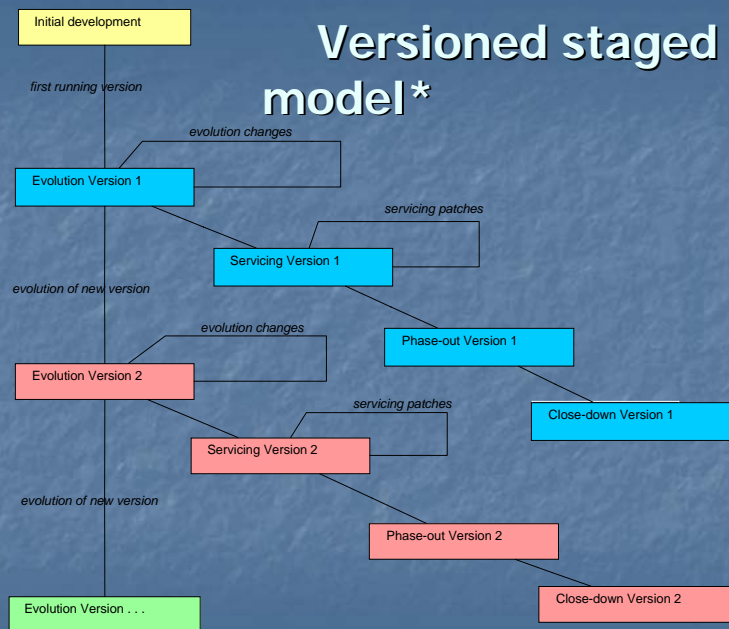 Versioned staged
model*
Initial development
first running version
evolution changes
Evolution Version 1
servicing patches
Servicing Version 1
evolution of new version
evolution changes
Phase-out Version 1
Evolution Version 2
servicing patches
Close-down Version 1
Servicing Version 2
evolution of new version
Phase-out Version 2
Close-down Version 2
Evolution Version . . .